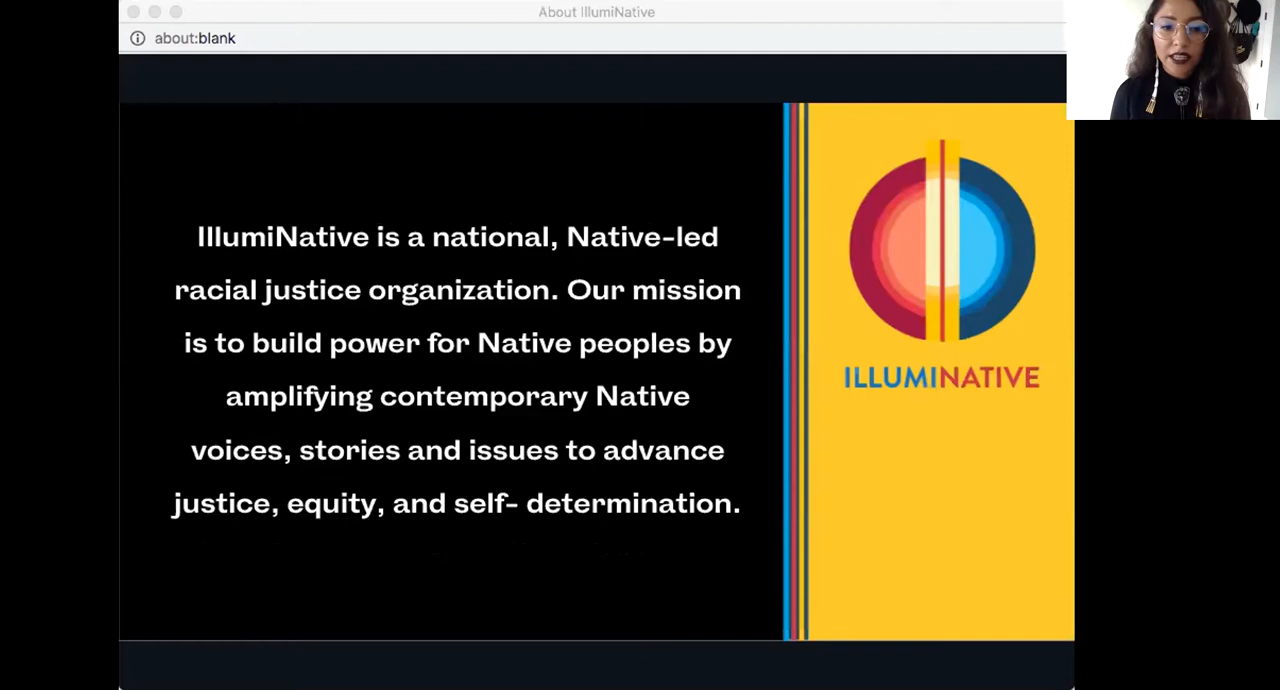 About IllumiNative
about:blank
IllumiNative is a national, Native-led
racial justice organization. Our mission
is to build power for Native peoples by
amplifying contemporary Native
voices, stories and issues to advance
justice, equity, and self- determination.
ILLUMINATIVE